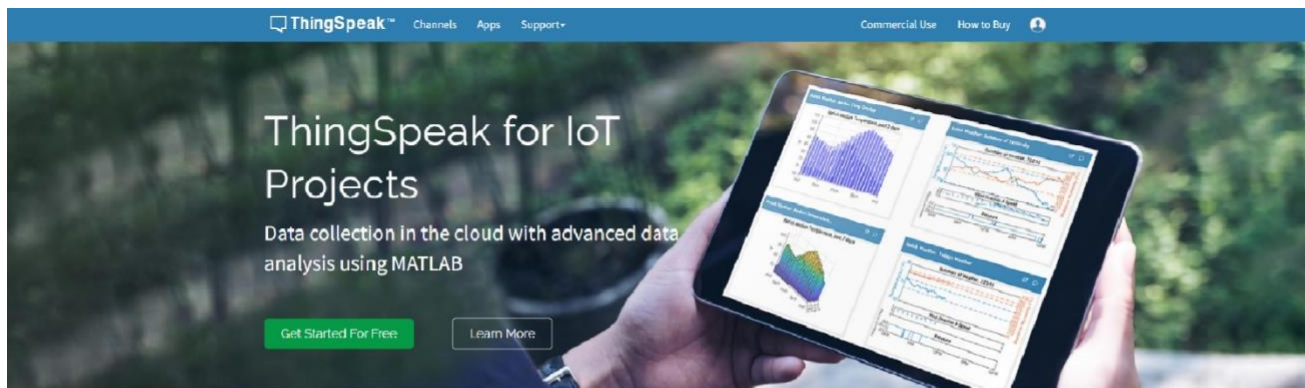 ThingSpeak™ Channels Apps Support Commercial Use How to Buy
ThingSpeak for IoT
Projects
Data collection in the cloud with advanced data
analysis using MATLAB
Get Started For Free Learn More